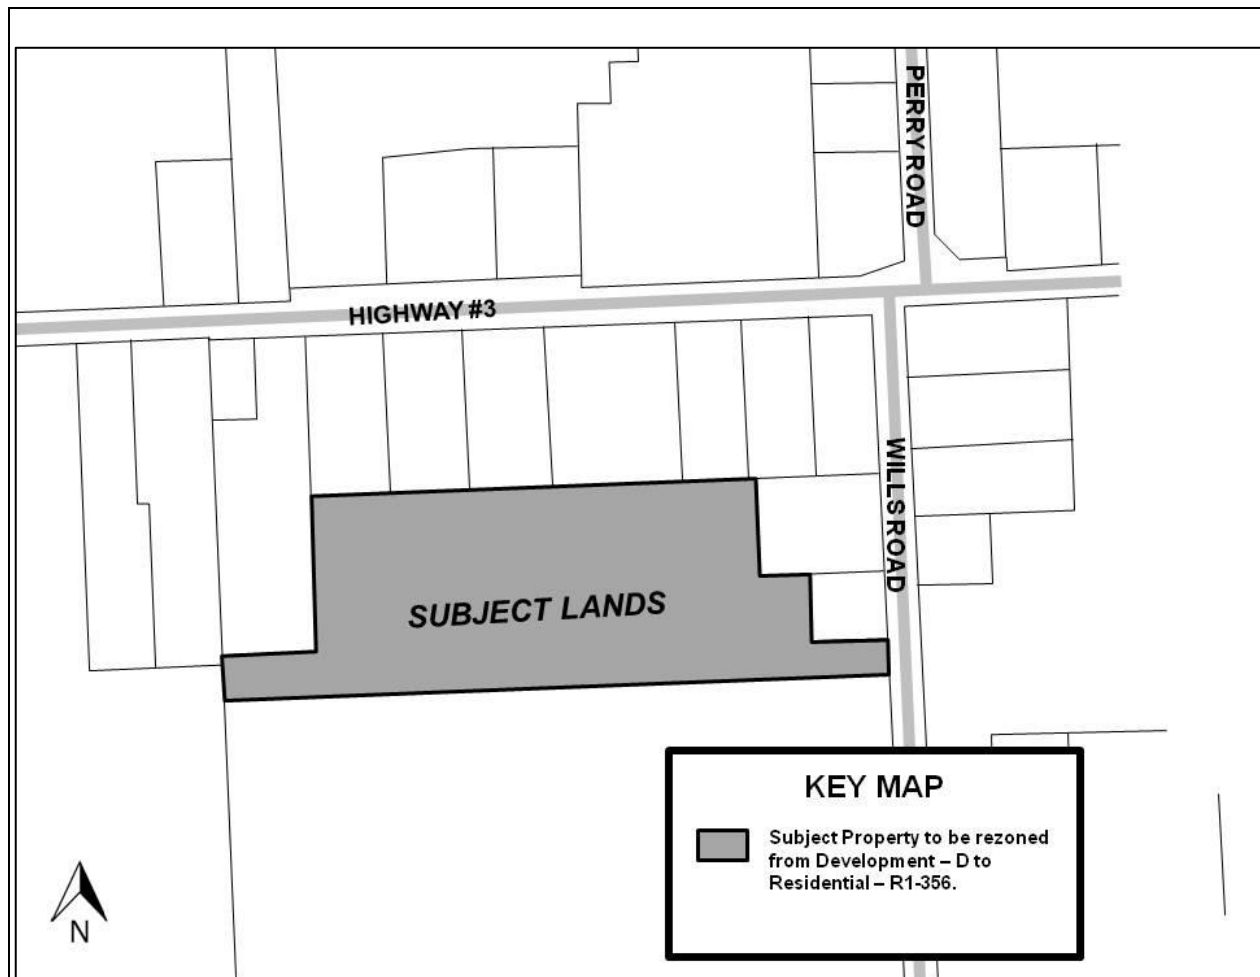 PERRY ROAD
HIGHWAY #3
WILLS ROAD
SUBJECT LANDS
KEY MAP
Subject Property to be rezoned
from Development – D to
Residential – R1-356.
N